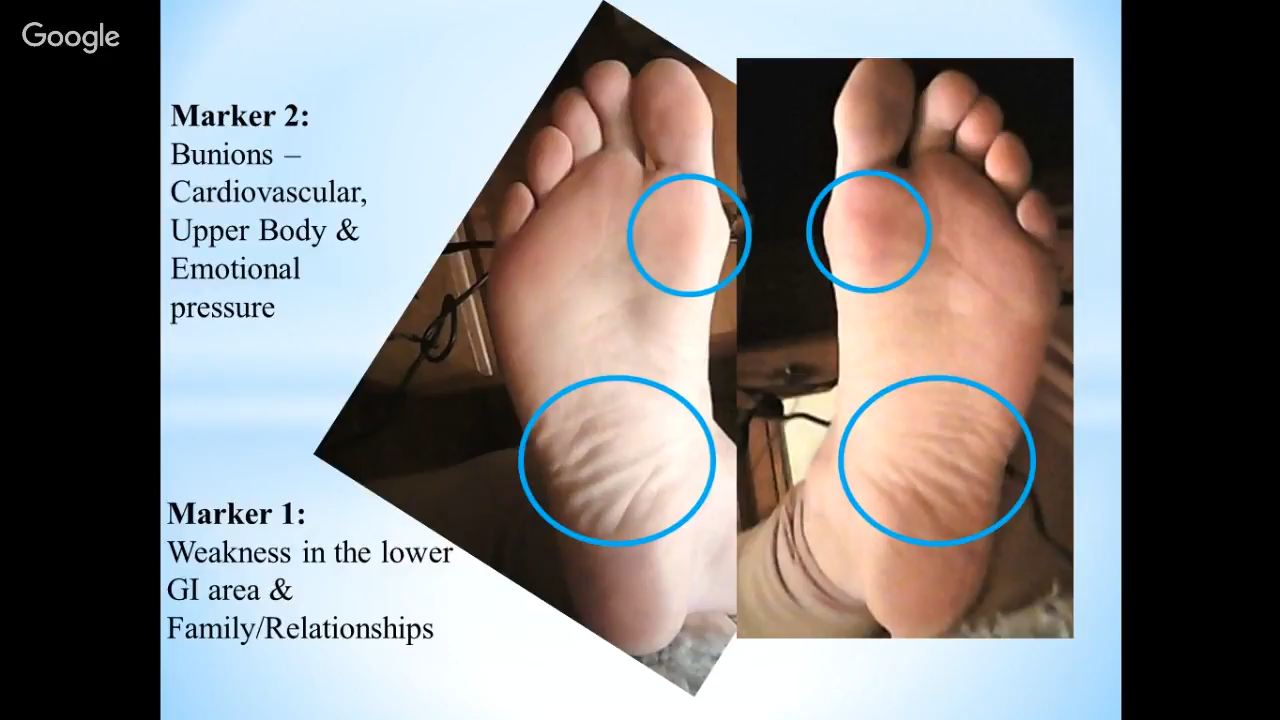 Google
Marker 2:
Bunions –
Cardiovascular,
Upper Body &
Emotional
pressure
Marker 1:
Weakness in the lower
GI area &
Family/Relationships